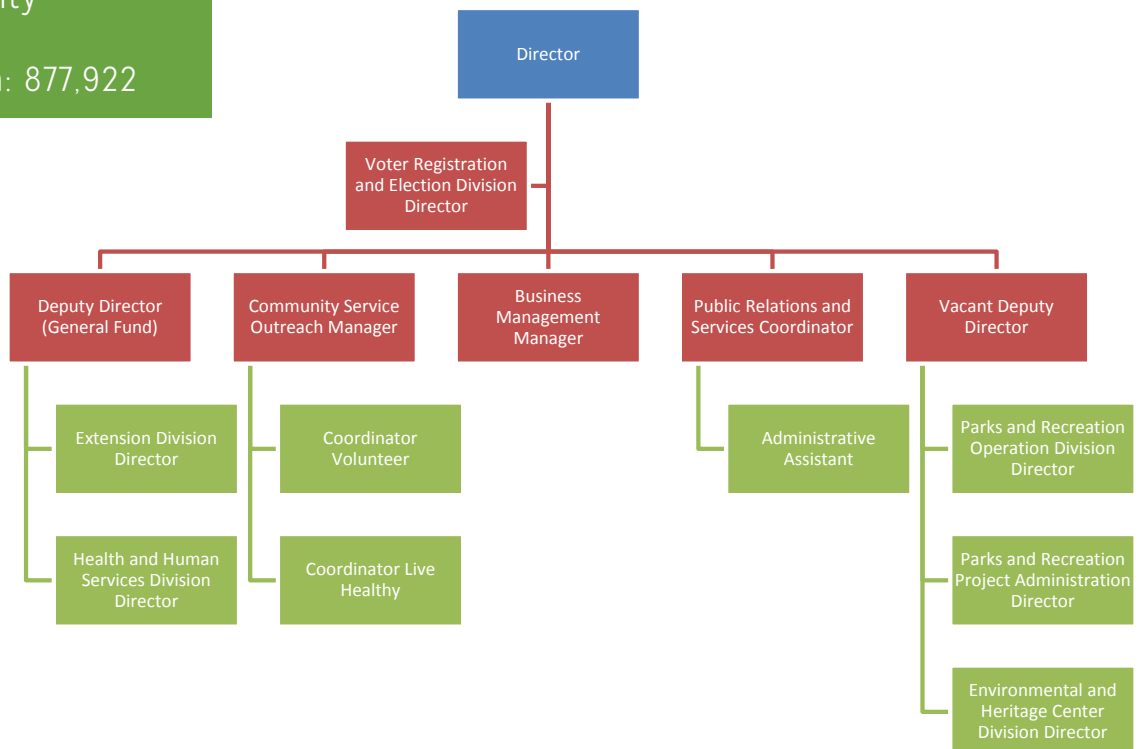 877,922
Director
Voter Registration
and Election Division
Director
Deputy Director
(General Fund)
Community Service
Outreach Manager
Business
Management
Manager
Public Relations and
Services Coordinator
Vacant Deputy
Director
Extension Division
Director
Coordinator
Volunteer
Administrative
Assistant
Parks and Recreation
Operation Division
Director
Health and Human
Services Division
Director
Coordinator Live
Healthy
Parks and Recreation
Project Administration
Director
Environmental and
Heritage Center
Division Director